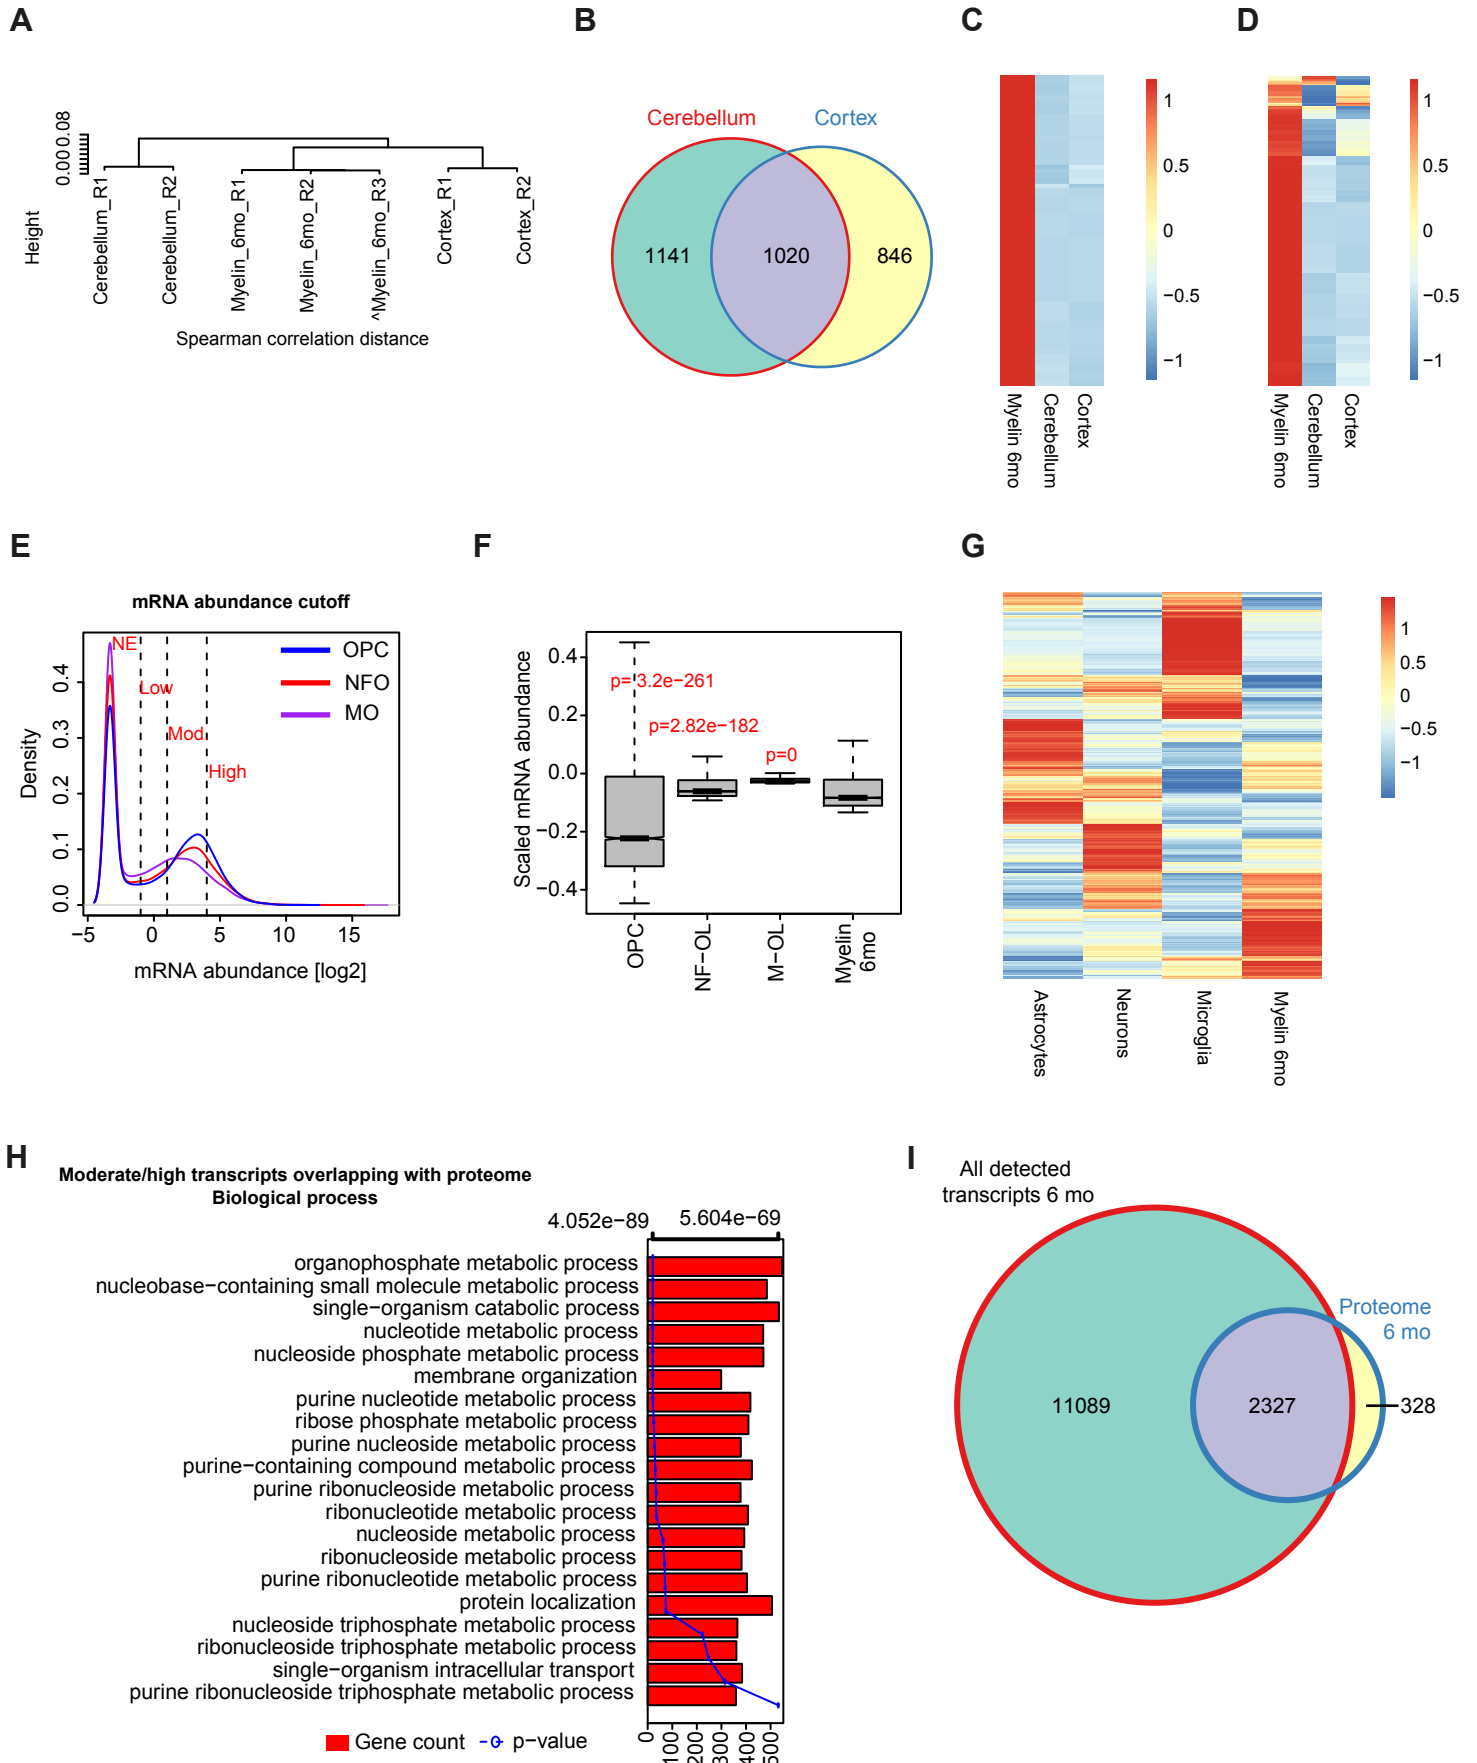 A
0.00
0.08
Height
Cerebellum_R1
Cerebellum_R2
Myelin_6mo_R1
Myelin_6mo_R2
^Myelin_6mo_R3
Cortex_R1
Cortex_R2
Spearman correlation distance
B
Cerebellum
Cortex
1141
1020
846
C
1
0.5
0
−0.5
−1
Myelin 6mo
Cerebellum
Cortex
D
1
0.5
0
−0.5
−1
Myelin 6mo
Cerebellum
Cortex
E
mRNA abundance cutoff
NE
Low
Mod
High
OPC
NFO
MO
Density
0.0
0.1
0.2
0.3
0.4
−5
0
5
10
15
mRNA abundance [log2]
F
Scaled mRNA abundance
0.4
0.2
0.0
−0.2
−0.4
p= 3.2e−261
p=2.82e−182
p=0
OPC
NF−OL
M−OL
Myelin
6mo
G
1
0.5
0
−0.5
−1
Astrocytes
Neurons
Microglia
Myelin 6mo
H
Moderate/high transcripts overlapping with proteome
Biological process
4.052e−89
5.604e−69
organophosphate metabolic process
nucleobase−containing small molecule metabolic process
single−organism catabolic process
nucleotide metabolic process
nucleoside phosphate metabolic process
membrane organization
purine nucleotide metabolic process
ribose phosphate metabolic process
purine nucleoside metabolic process
purine−containing compound metabolic process
purine ribonucleoside metabolic process
ribonucleotide metabolic process
nucleoside metabolic process
ribonucleoside metabolic process
purine ribonucleotide metabolic process
protein localization
nucleoside triphosphate metabolic process
ribonucleoside triphosphate metabolic process
single−organism intracellular transport
purine ribonucleoside triphosphate metabolic process
0
100
200
300
400
500
Gene count
p−value
I
All detected
transcripts 6 mo
Proteome
6 mo
11089
2327
328